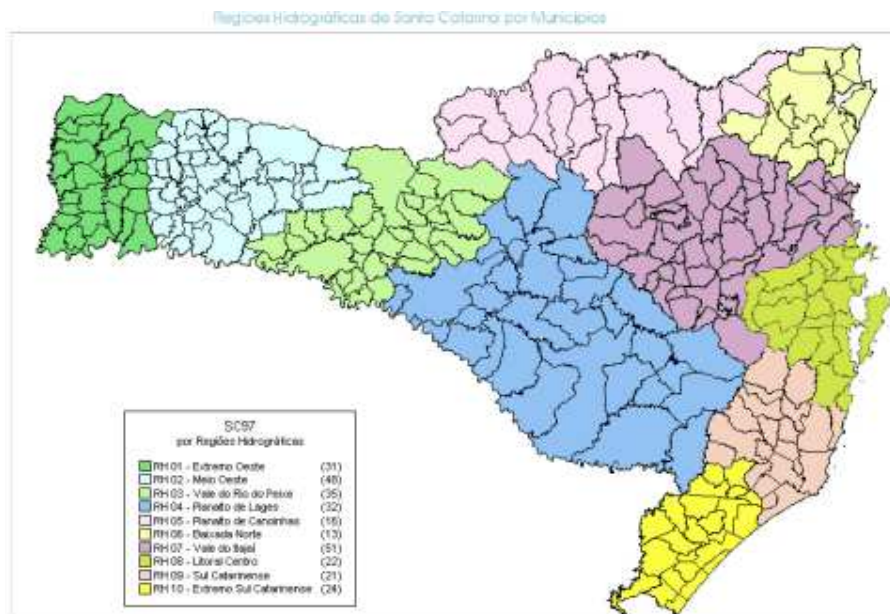 Regiões Hidrográficas de Santa Catarina por Municípios
SC97
por Regiões Hidrográficas
RH 01 - Extremo Oeste (31)
RH 02 - Meio Oeste (48)
RH 03 - Vale do Rio do Peixe (35)
RH 04 - Planalto de Lages (32)
RH 05 - Planalto de Canoinhas (16)
RH 06 - Baixada Norte (13)
RH 07 - Vale do Itajaí (51)
RH 08 - Litoral Centro (22)
RH 09 - Sul Catarinense (21)
RH 10 - Extremo Sul Catarinense (24)